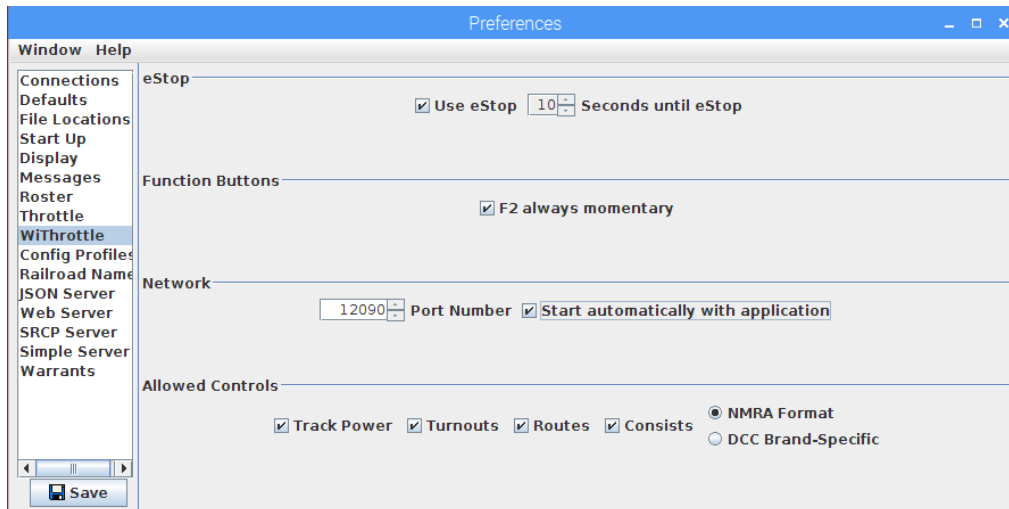 Preferences
Window Help
Connections
Defaults
File Locations
Start Up
Display
Messages
Roster
Throttle
WiThrottle
Config Profiles
Railroad Name
JSON Server
Web Server
SRCP Server
Simple Server
Warrants
Save
eStop
Use eStop 10 Seconds until eStop
Function Buttons
F2 always momentary
Network
12090 Port Number Start automatically with application
Allowed Controls
Track Power Turnouts Routes Consists
NMRA Format
DCC Brand-Specific